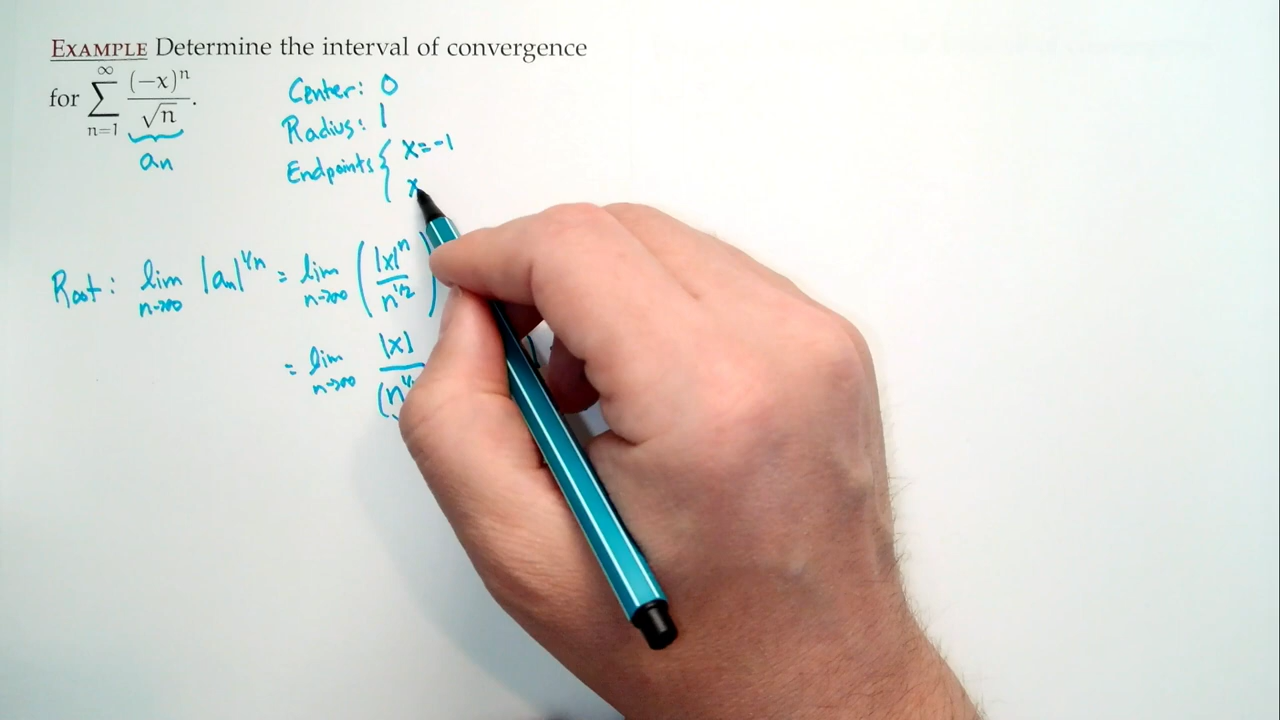 EXAMPLE Determine the interval of convergence
for ∑_{n=1}^{∞} (−x)^n / √n.
a_n
Center: 0
Radius: 1
Endpoints { x=-1
x
Root: lim_{n→∞} |a_n|^{1/n} = lim_{n→∞} ( |x|^n / n^{1/2} )
= lim_{n→∞} |x| / (n^{1/